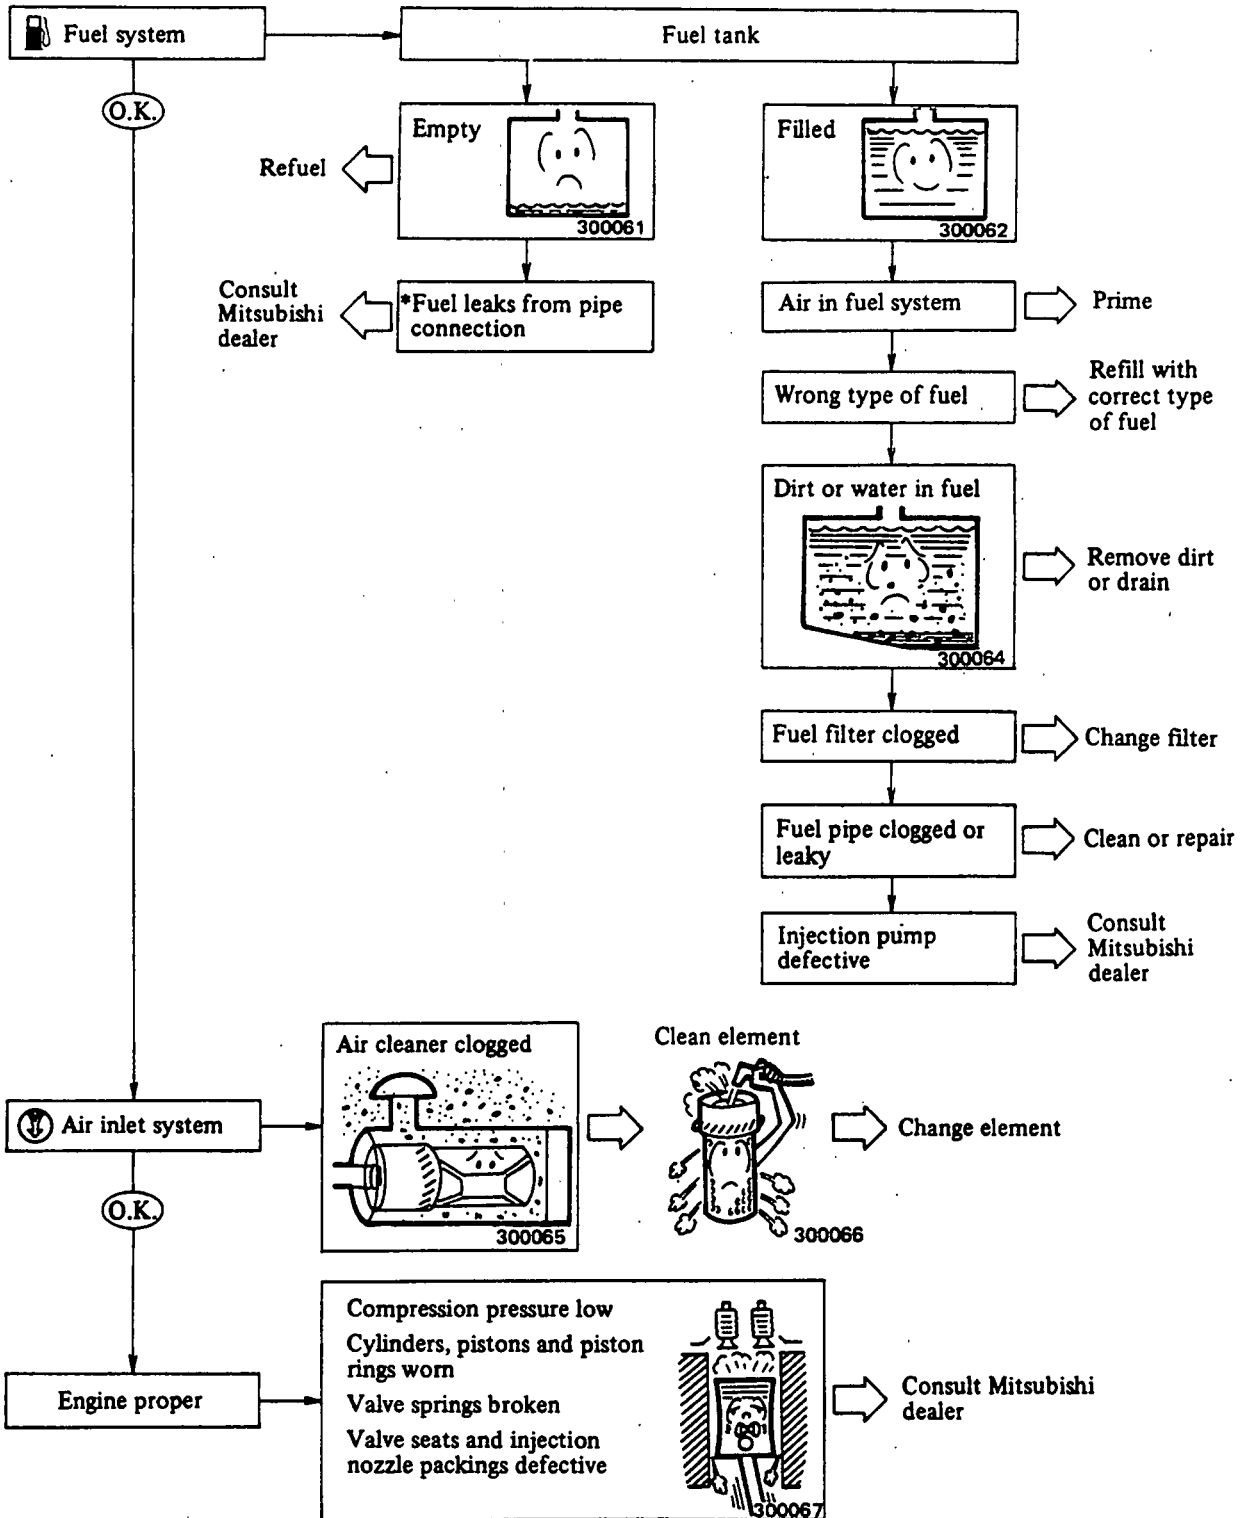 Fuel system
Fuel tank
O.K.
Empty
300061
Refuel
Filled
300062
Consult
Mitsubishi
dealer
*Fuel leaks from pipe
connection
Air in fuel system
Prime
Wrong type of fuel
Refill with
correct type
of fuel
Dirt or water in fuel
300064
Remove dirt
or drain
Fuel filter clogged
Change filter
Fuel pipe clogged or
leaky
Clean or repair
Injection pump
defective
Consult
Mitsubishi
dealer
Air inlet system
Air cleaner clogged
300065
Clean element
300066
Change element
O.K.
Engine proper
Compression pressure low
Cylinders, pistons and piston
rings worn
Valve springs broken
Valve seats and injection
nozzle packings defective
300067
Consult Mitsubishi
dealer